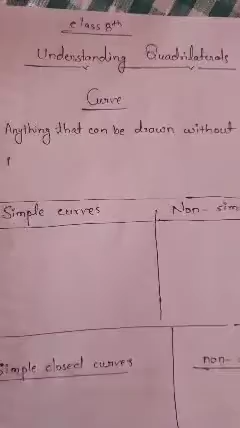 class 8th
Understanding Quadrilaterals
Curve
Anything that can be drawn without
Simple curves
Non-
Simple closed curves
non-